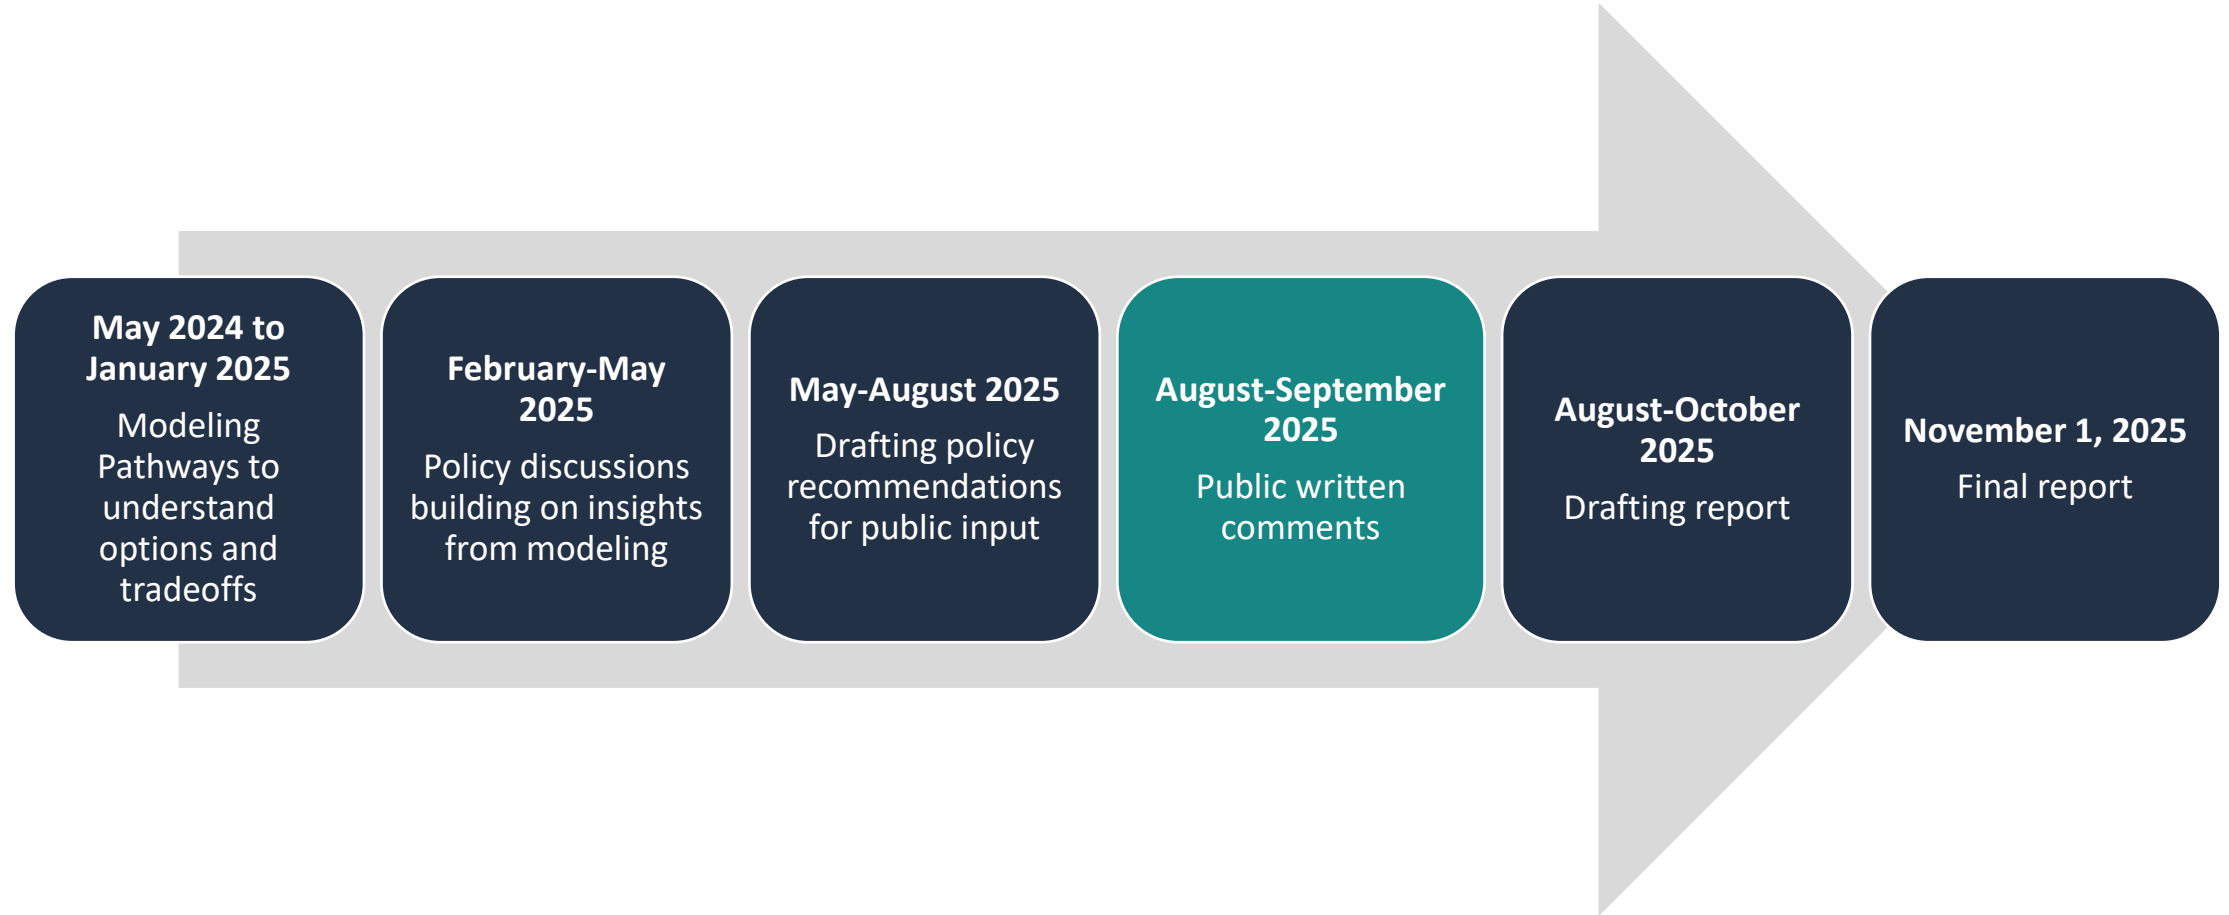 May 2024 to
January 2025
Modeling
Pathways to
understand
options and
tradeoffs
February-May
2025
Policy discussions
building on insights
from modeling
May-August 2025
Drafting policy
recommendations
for public input
August-September
2025
Public written
comments
August-October
2025
Drafting report
November 1, 2025
Final report